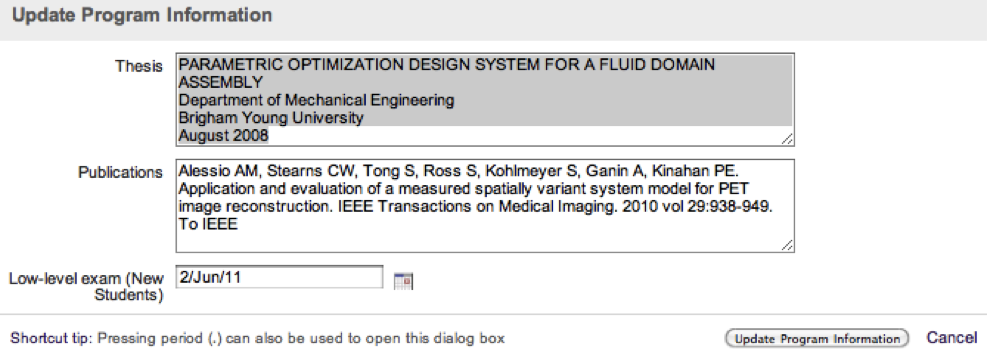 Update Program Information
Thesis
PARAMETRIC OPTIMIZATION DESIGN SYSTEM FOR A FLUID DOMAIN
ASSEMBLY
Department of Mechanical Engineering
Brigham Young University
August 2008
Publications
Alessio AM, Stearns CW, Tong S, Ross S, Kohlmeyer S, Ganin A, Kinahan PE.
Application and evaluation of a measured spatially variant system model for PET
image reconstruction. IEEE Transactions on Medical Imaging. 2010 vol 29:938-949.
To IEEE
Low-level exam (New
Students)
2/Jun/11
Shortcut tip: Pressing period (.) can also be used to open this dialog box
Update Program Information
Cancel